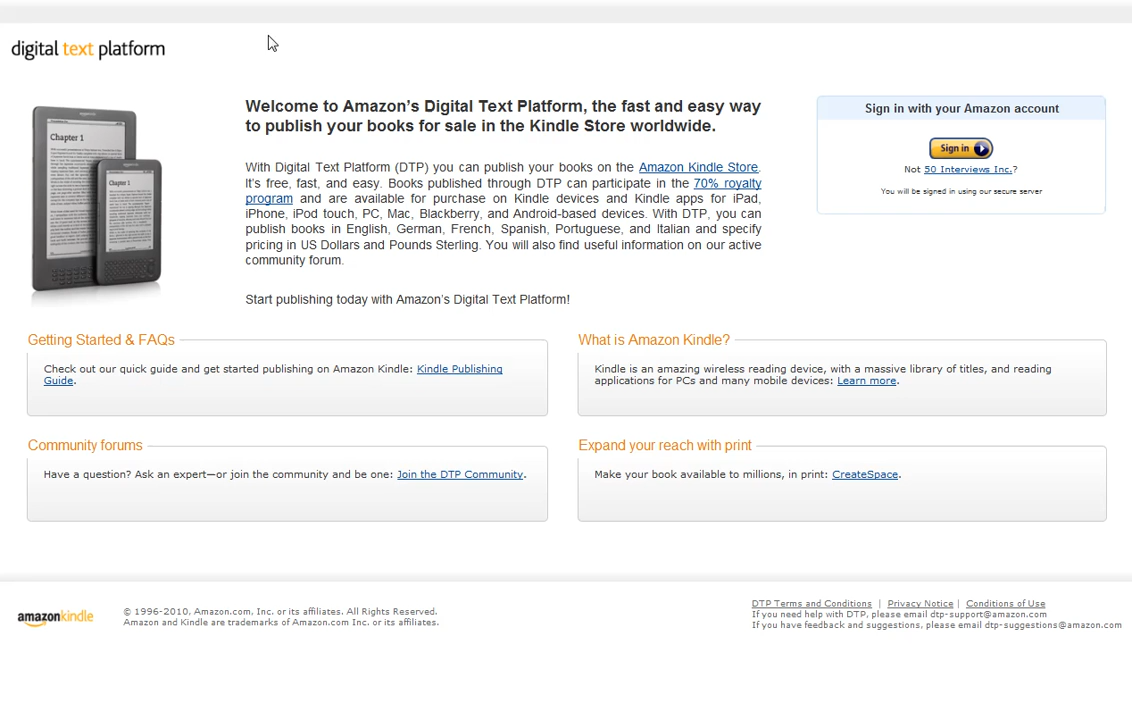 digital text platform
Welcome to Amazon's Digital Text Platform, the fast and easy way
to publish your books for sale in the Kindle Store worldwide.
With Digital Text Platform (DTP) you can publish your books on the Amazon Kindle Store.
It's free, fast, and easy. Books published through DTP can participate in the 70% royalty
program and are available for purchase on Kindle devices and Kindle apps for iPad,
iPhone, iPod touch, PC, Mac, Blackberry, and Android-based devices. With DTP, you can
publish books in English, German, French, Spanish, Portuguese, and Italian and specify
pricing in US Dollars and Pounds Sterling. You will also find useful information on our active
community forum.
Start publishing today with Amazon's Digital Text Platform!
Sign in with your Amazon account
Sign in
Not 50 Interviews Inc.?
You will be signed in using our secure server
Chapter 1
Chapter 1
Getting Started & FAQs
Check out our quick guide and get started publishing on Amazon Kindle: Kindle Publishing
Guide.
What is Amazon Kindle?
Kindle is an amazing wireless reading device, with a massive library of titles, and reading
applications for PCs and many mobile devices: Learn more.
Community forums
Have a question? Ask an expert—or join the community and be one: Join the DTP Community.
Expand your reach with print
Make your book available to millions, in print: CreateSpace.
amazonkindle
© 1996-2010, Amazon.com, Inc. or its affiliates. All Rights Reserved.
Amazon and Kindle are trademarks of Amazon.com Inc. or its affiliates.
DTP Terms and Conditions | Privacy Notice | Conditions of Use
If you need help with DTP, please email dtp-support@amazon.com
If you have feedback and suggestions, please email dtp-suggestions@amazon.com